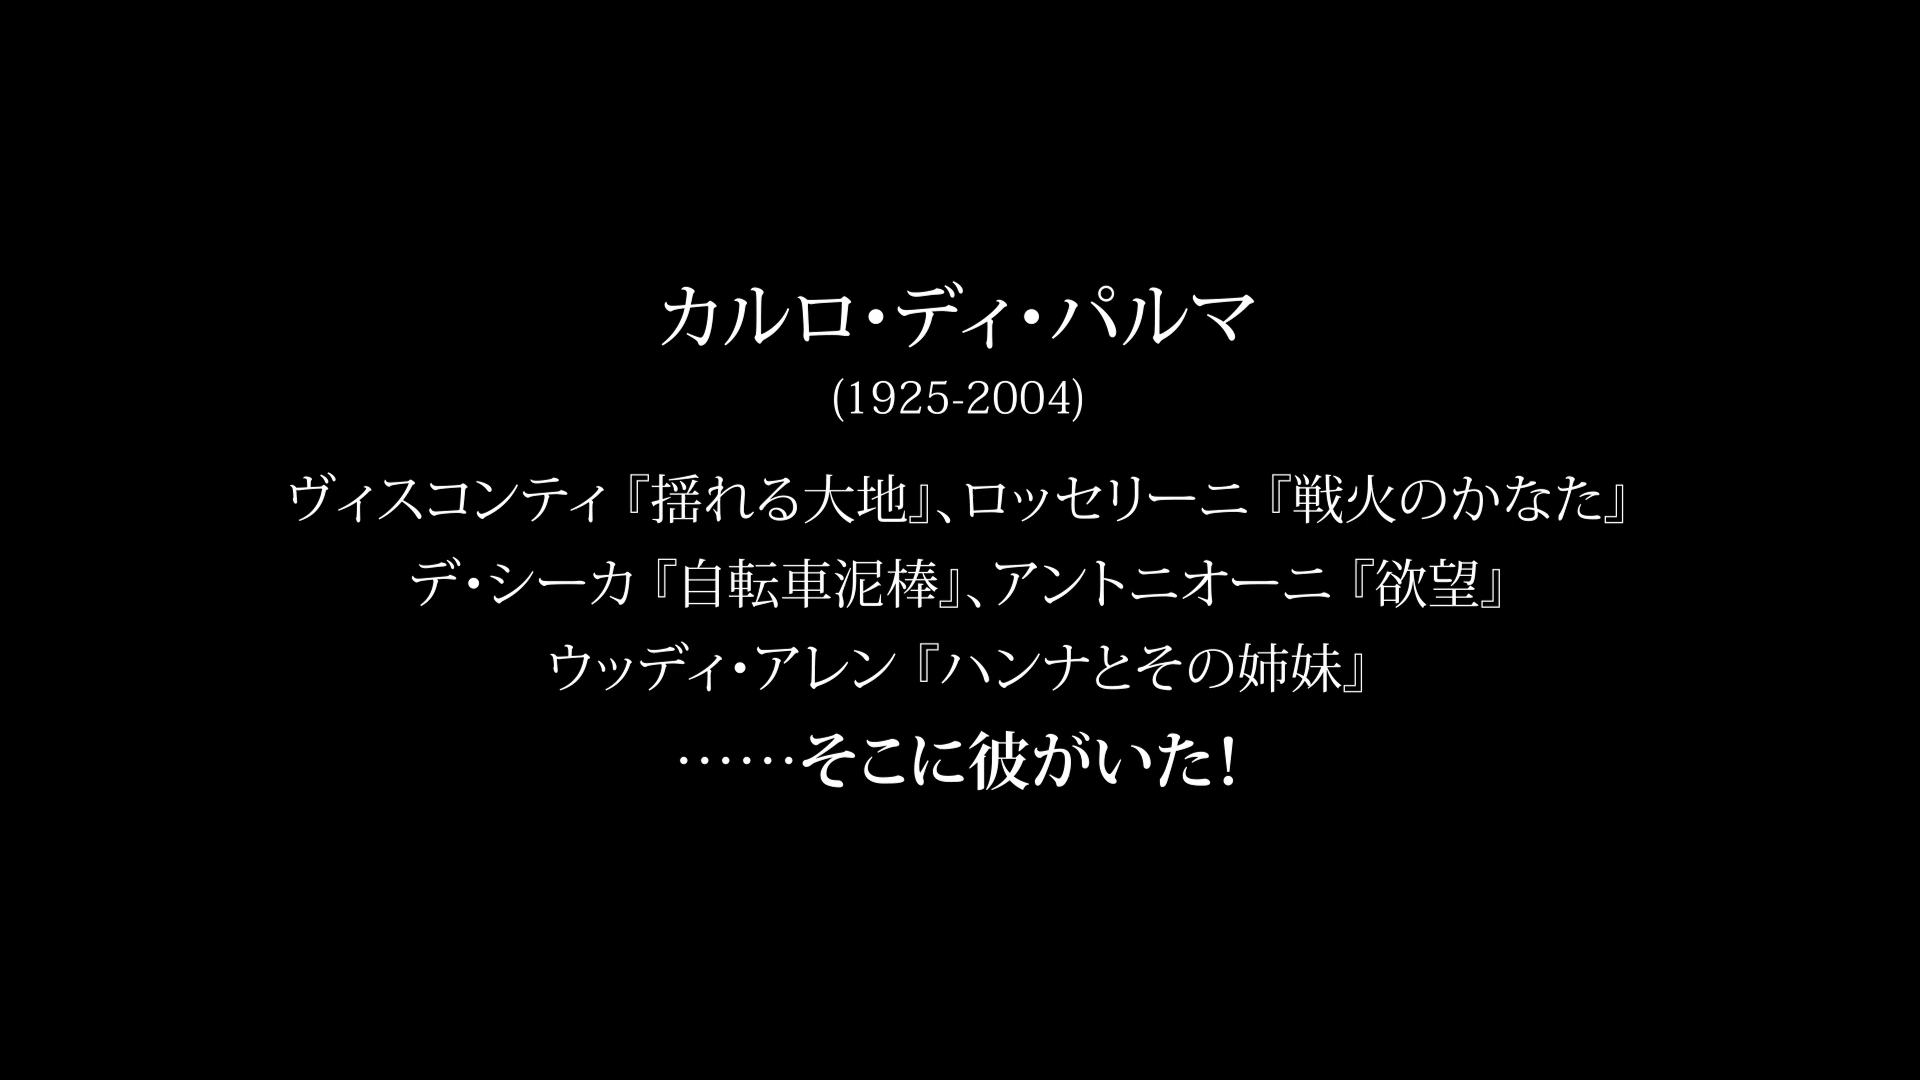 カルロ・ディ・パルマ
(1925-2004)
ヴィスコンティ『揺れる大地』、ロッセリーニ『戦火のかなた』
デ・シーカ『自転車泥棒』、アントニオーニ『欲望』
ウッディ・アレン『ハンナとその姉妹』
……そこに彼がいた!